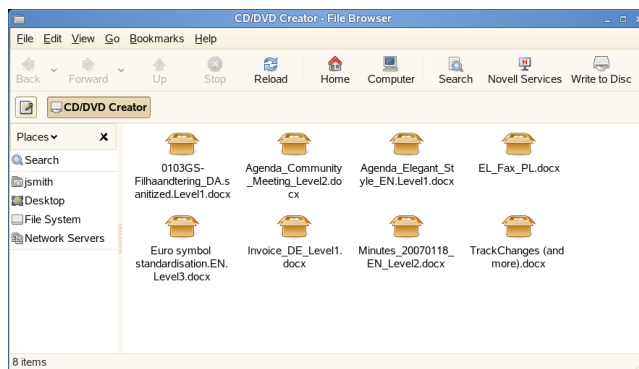 CD/DVD Creator - File Browser
File Edit View Go Bookmarks Help
Back Forward Up Stop Reload Home Computer Search Novell Services Write to Disc
CD/DVD Creator
Places
Search
jsmith
Desktop
File System
Network Servers
0103GS-
Filhaandtering_DA.s
anitized.Level1.docx
Agenda_Community
_Meeting_Level2.do
cx
Agenda_Elegant_St
yle_EN.Level1.docx
EL_Fax_PL.docx
Euro symbol
standardisation.EN.
Level3.docx
Invoice_DE_Level1.
docx
Minutes_20070118_
EN_Level2.docx
TrackChanges (and
more).docx
8 items